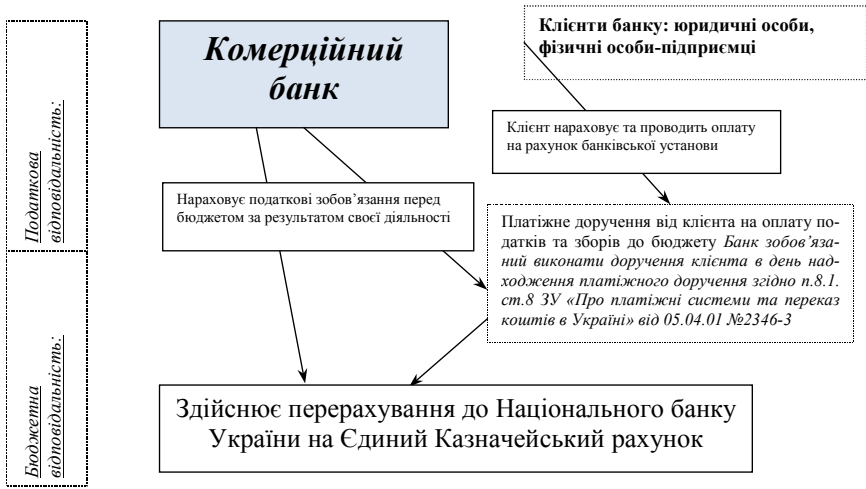 Комерційний
банк
Клієнти банку: юридичні особи,
фізичні особи-підприємці
Податкова
відповідальність:
Клієнт нараховує та проводить оплату
на рахунок банківської установи
Нараховує податкові зобов’язання перед
бюджетом за результатом своєї діяльності
Платіжне доручення від клієнта на оплату по-
датків та зборів до бюджету Банк зобов’яза-
ний виконати доручення клієнта в день над-
ходження платіжного доручення згідно п.8.1.
ст.8 ЗУ «Про платіжні системи та переказ
коштів в Україні» від 05.04.01 №2346-3
Бюджетна
відповідальність:
Здійснює перерахування до Національного банку
України на Єдиний Казначейський рахунок